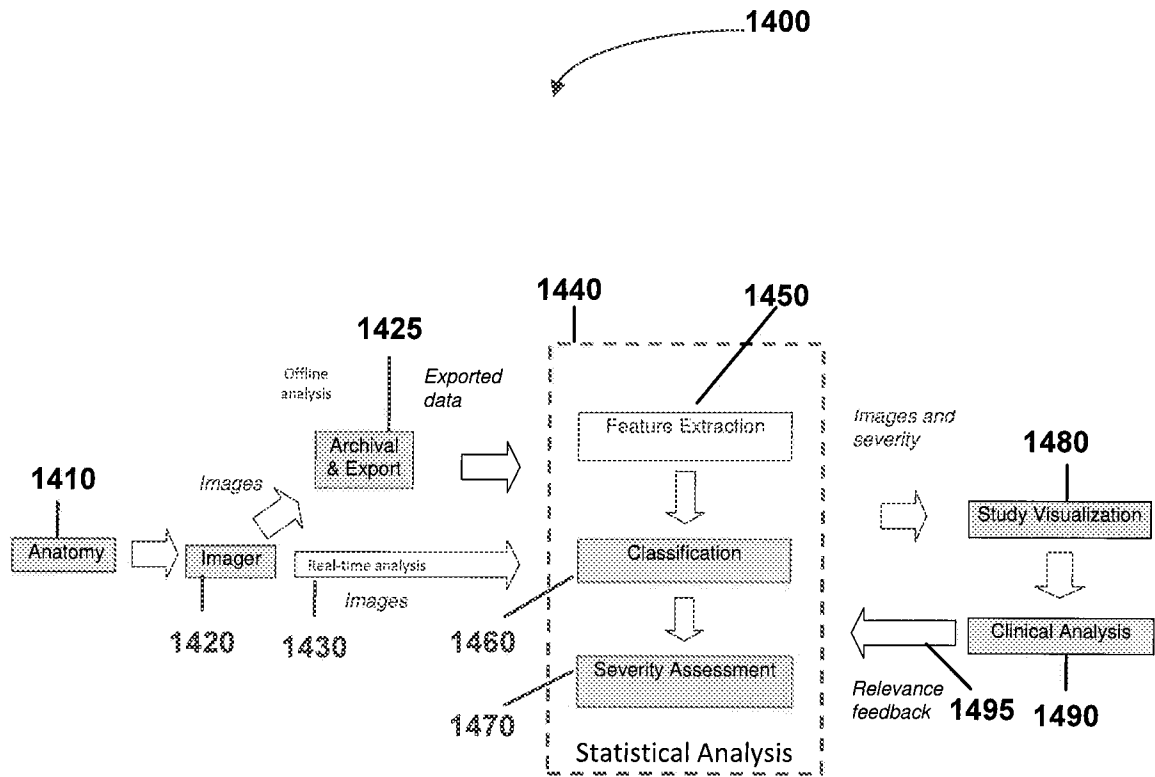 1400
1440
1450
1425
Offline
analysis
Exported
data
Feature Extraction
Images and
severity
1480
Archival
& Export
1410
Images
Study Visualization
Anatomy
Imager
Real-time analysis
Classification
Images
1420
1430
1460
Clinical Analysis
Severity Assessment
Relevance
feedback
1495
1490
1470
Statistical Analysis